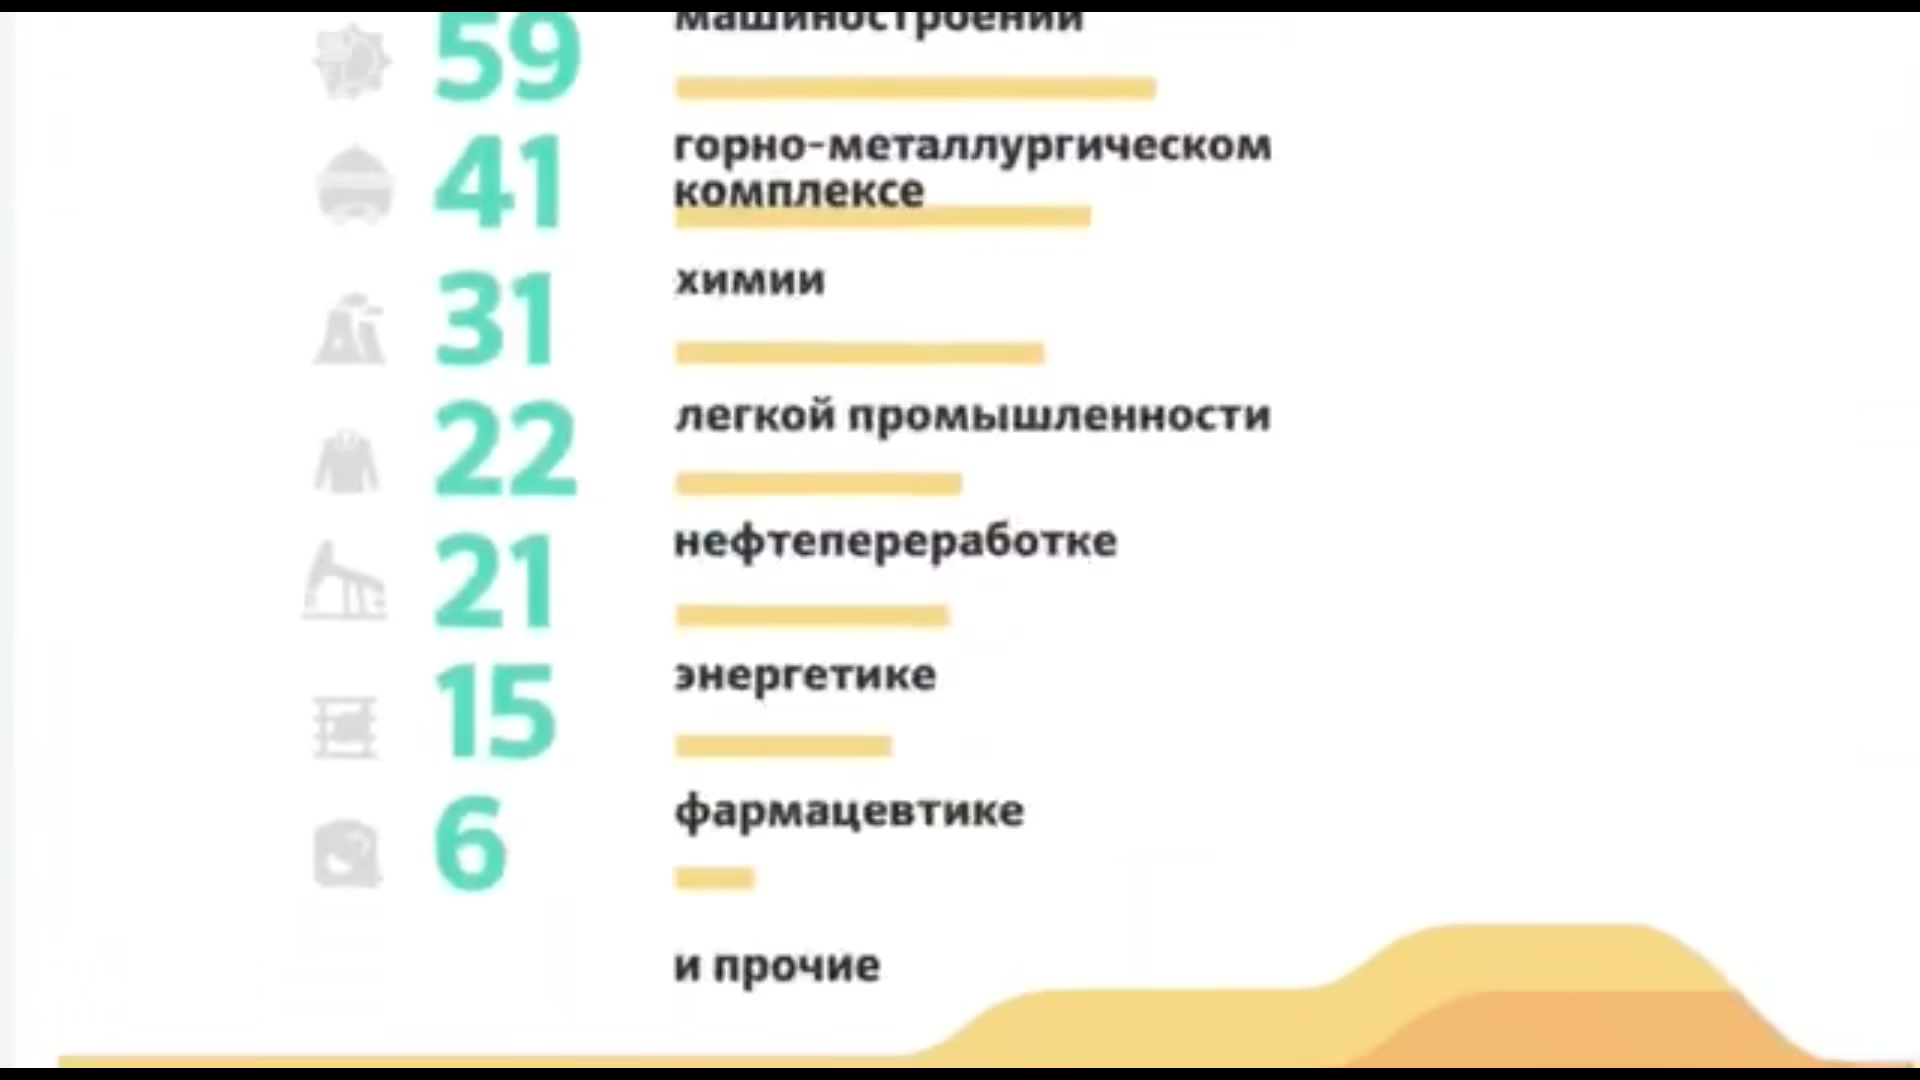 59 машиностроении
41 горно-металлургическом
комплексе
31 химии
22 легкой промышленности
21 нефтепереработке
15 энергетике
6 фармацевтике
и прочие